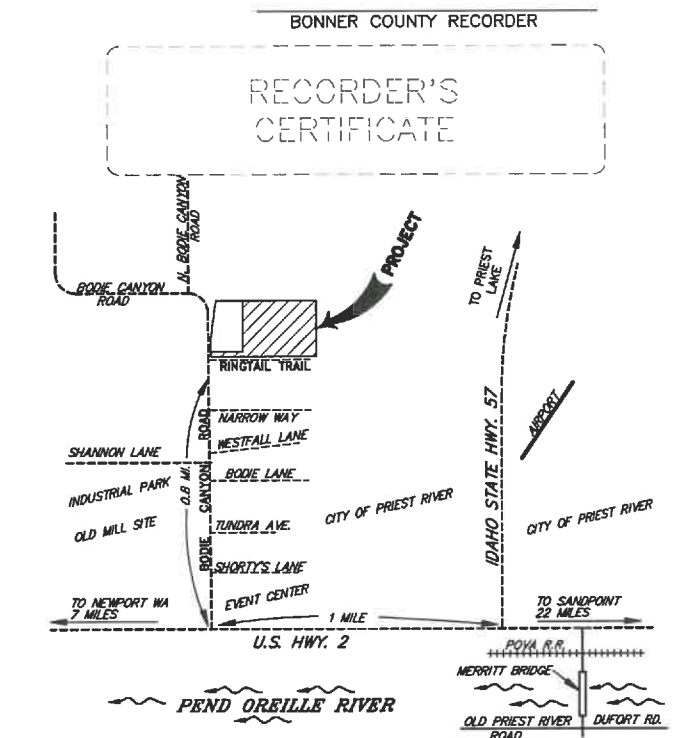 BONNER COUNTY RECORDER
RECORDER'S
CERTIFICATE
N. BODIE CANYON
ROAD
PROJECT
TO PRIEST
LAKE
BODIE CANYON
ROAD
RINGTAIL TRAIL
NARROW WAY
WESTFALL LANE
SHANNON LANE
BODIE LANE
INDUSTRIAL PARK
OLD MILL SITE
0.8 MI.
BODIE CANYON ROAD
TUNDRA AVE.
SHORTY'S LANE
EVENT CENTER
CITY OF PRIEST RIVER
IDAHO STATE HWY. 57
AIRPORT
CITY OF PRIEST RIVER
TO NEWPORT WA
7 MILES
1 MILE
TO SANDPOINT
22 MILES
U.S. HWY. 2
POVA R.R.
MERRITT BRIDGE
PEND OREILLE RIVER
OLD PRIEST RIVER
ROAD
DUFORT RD.